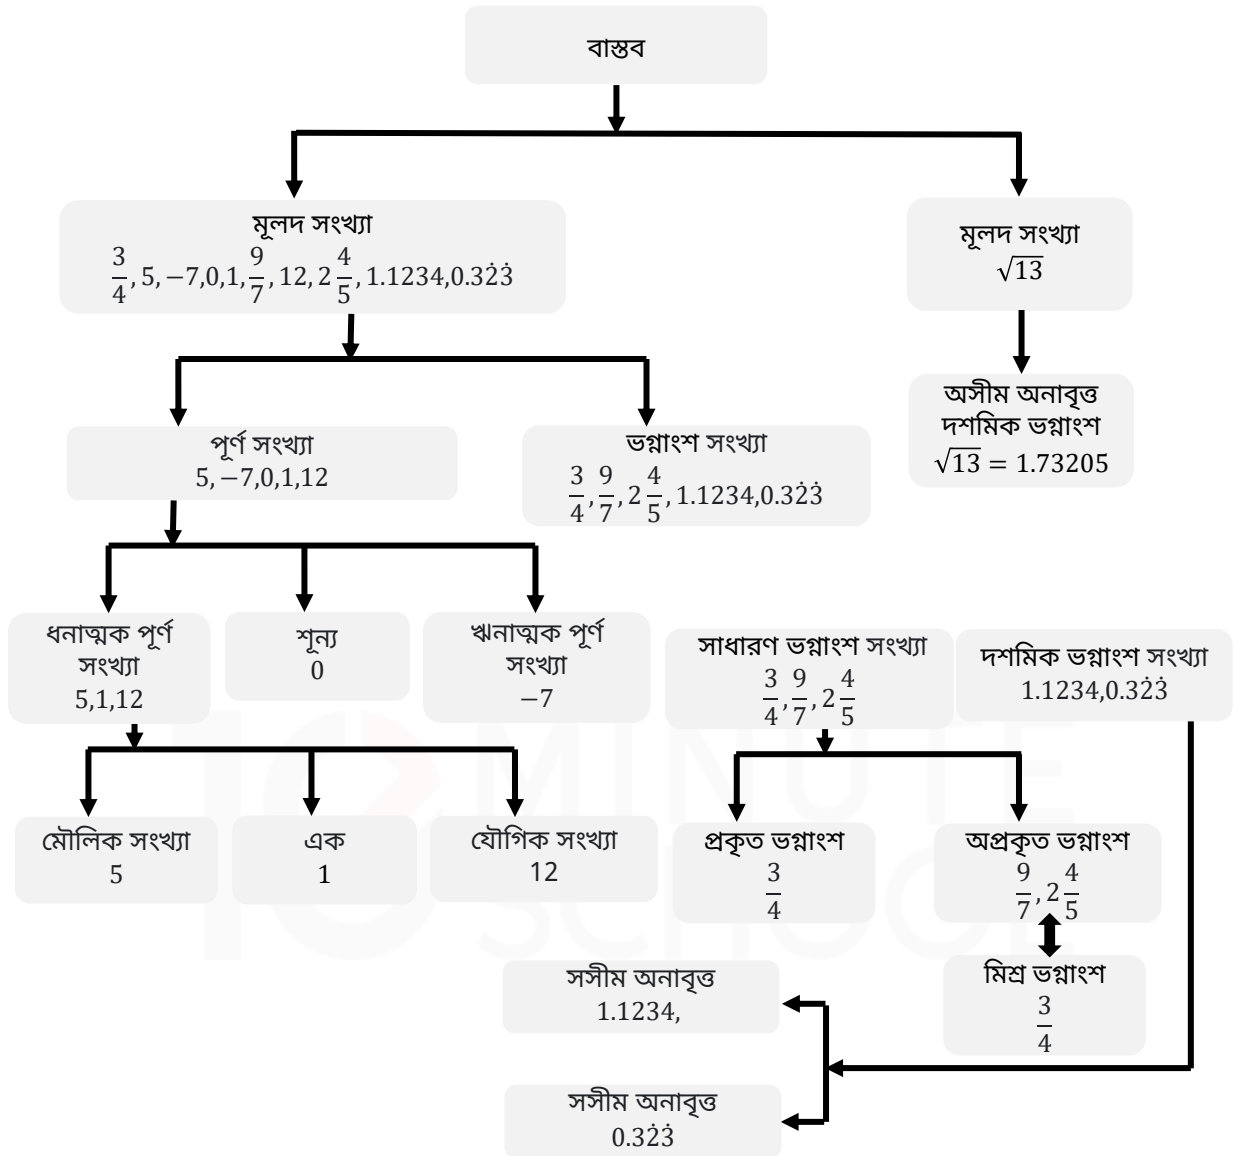 বাস্তব
মূলদ সংখ্যা
3/4, 5, −7,0,1, 9/7, 12, 2 4/5, 1.1234,0.32̇3̇
মূলদ সংখ্যা
√13
অসীম অনাবৃত্ত
দশমিক ভগ্নাংশ
√13 = 1.73205
পূর্ণ সংখ্যা
5, −7,0,1,12
ভগ্নাংশ সংখ্যা
3/4, 9/7, 2 4/5, 1.1234,0.32̇3̇
ধনাত্মক পূর্ণ
সংখ্যা
5,1,12
শূন্য
0
ঋনাত্মক পূর্ণ
সংখ্যা
−7
সাধারণ ভগ্নাংশ সংখ্যা
3/4, 9/7, 2 4/5
দশমিক ভগ্নাংশ সংখ্যা
1.1234,0.32̇3̇
মৌলিক সংখ্যা
5
এক
1
যৌগিক সংখ্যা
12
প্রকৃত ভগ্নাংশ
3/4
অপ্রকৃত ভগ্নাংশ
9/7, 2 4/5
মিশ্র ভগ্নাংশ
3/4
সসীম অনাবৃত্ত
1.1234,
সসীম অনাবৃত্ত
0.32̇3̇
10 MINUTE
SCHOOL